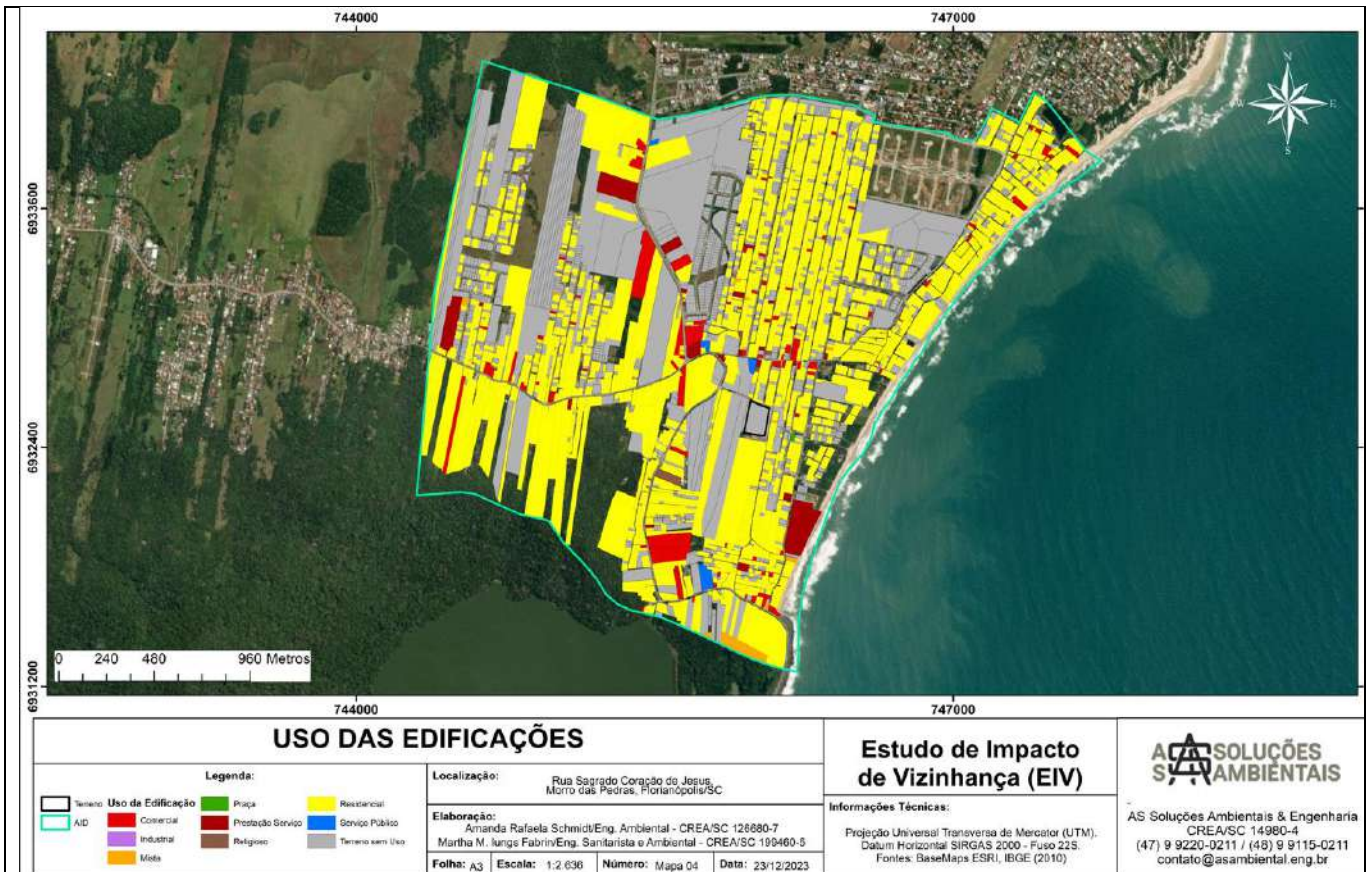 744000
747000
N
W
E
S
6933600
6932400
6931200
0 240 480 960 Metros
744000
747000
USO DAS EDIFICAÇÕES
Legenda:
Terreno
AID
Uso da Edificação
Comercial
Industrial
Mista
Praça
Prestação Serviço
Religioso
Residencial
Serviço Público
Terreno sem Uso
Localização:
Rua Sagrado Coração de Jesus,
Morro das Pedras, Florianópolis/SC
Elaboração:
Amanda Rafaela Schmidt/Eng. Ambiental - CREA/SC 126680-7
Martha M. Iungs Fabrin/Eng. Sanitarista e Ambiental - CREA/SC 199460-5
Folha: A3
Escala: 1:2.636
Número: Mapa 04
Data: 23/12/2023
Estudo de Impacto
de Vizinhança (EIV)
Informações Técnicas:
Projeção Universal Transversa de Mercator (UTM).
Datum Horizontal SIRGAS 2000 - Fuso 22S.
Fontes: BaseMaps ESRI, IBGE (2010)
AS SOLUÇÕES
AMBIENTAIS
AS Soluções Ambientais & Engenharia
CREA/SC 14980-4
(47) 9 9220-0211 / (48) 9 9115-0211
contato@asambiental.eng.br